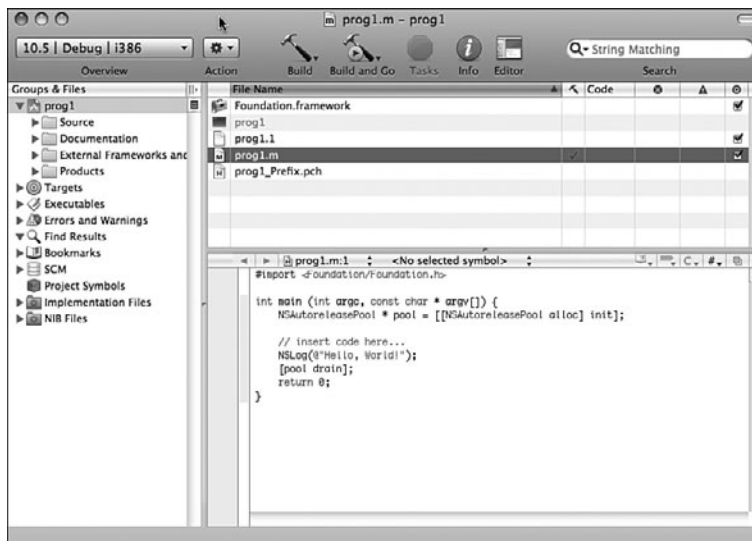 prog1.m – prog1
10.5 | Debug | i386
String Matching
Overview
Action
Build
Build and Go
Tasks
Info
Editor
Search
Groups & Files
File Name
Code
prog1
Source
Documentation
External Frameworks and
Products
Targets
Executables
Errors and Warnings
Find Results
Bookmarks
SCM
Project Symbols
Implementation Files
NIB Files
Foundation.framework
prog1
prog1.1
prog1.m
prog1_Prefix.pch
prog1.m:1 <No selected symbol> C, #,
#import <Foundation/Foundation.h>
int main (int argc, const char * argv[]) {
NSAutoreleasePool * pool = [[NSAutoreleasePool alloc] init];
// insert code here...
NSLog(@"Hello, World!");
[pool drain];
return 0;
}